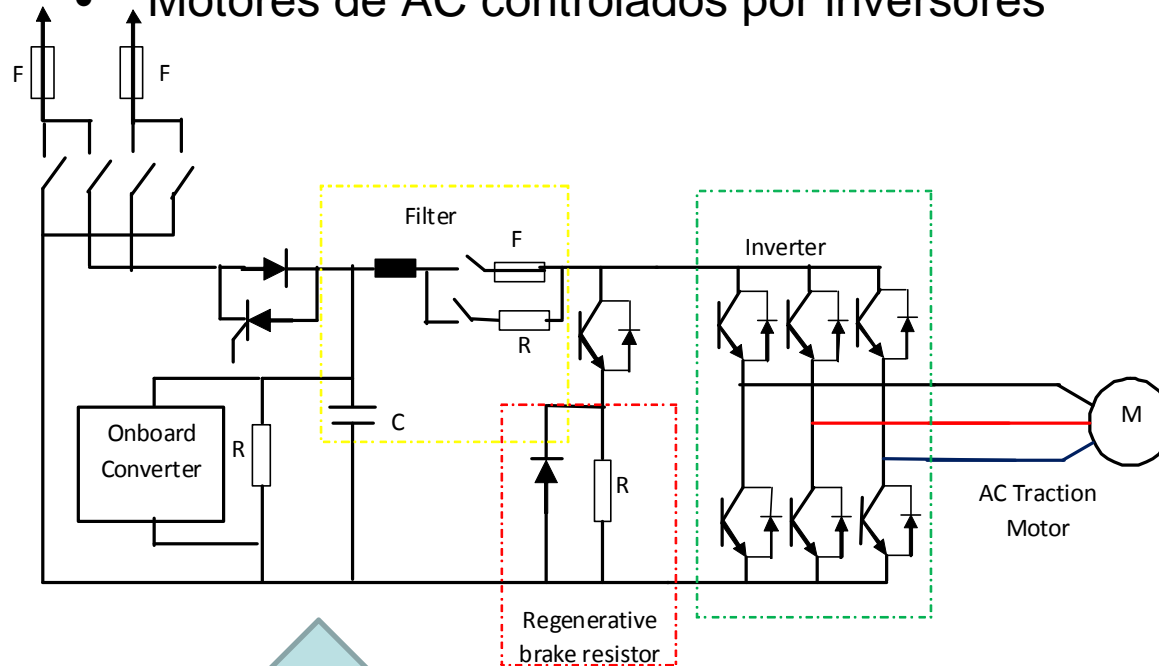 • Motores de AC controlados por Inversores
F
F
Filter
F
Inverter
R
Onboard
Converter
R
C
R
M
AC Traction
Motor
Regenerative
brake resistor